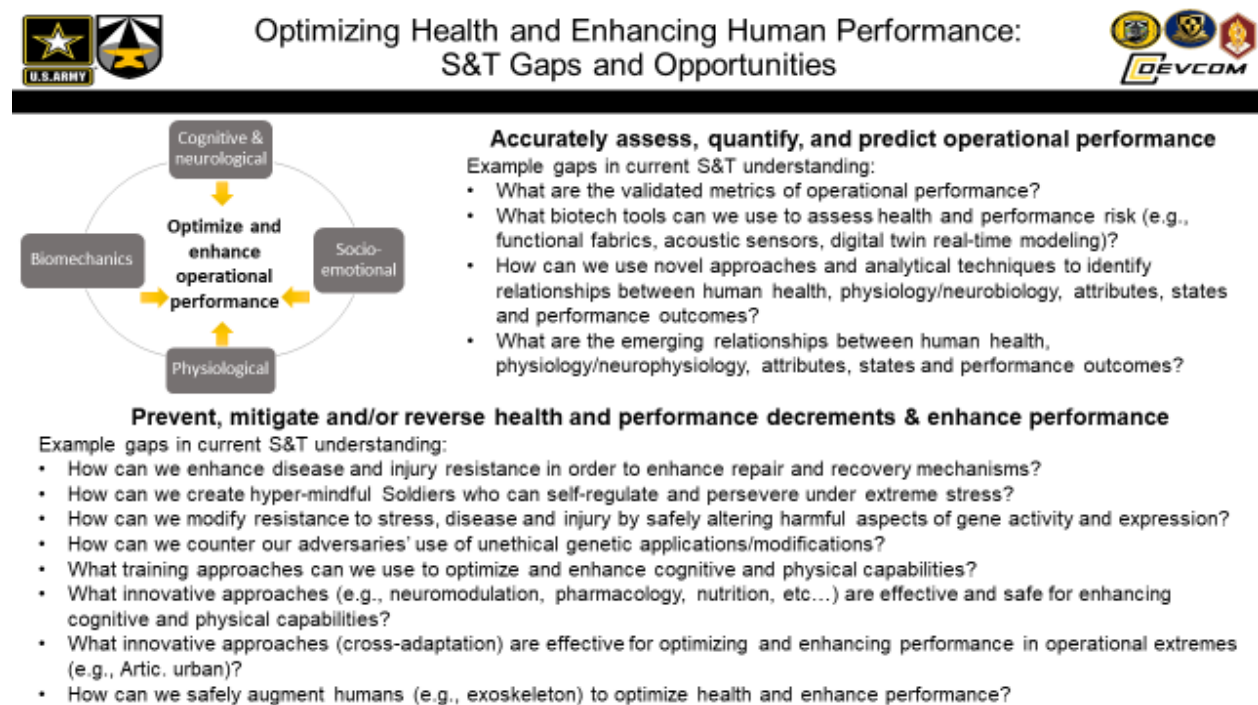 Optimizing Health and Enhancing Human Performance:
S&T Gaps and Opportunities
U.S.ARMY
DEVCOM
Cognitive &
neurological
Optimize and
enhance
operational
performance
Biomechanics
Socio-
emotional
Physiological
Accurately assess, quantify, and predict operational performance
Example gaps in current S&T understanding:
• What are the validated metrics of operational performance?
• What biotech tools can we use to assess health and performance risk (e.g.,
functional fabrics, acoustic sensors, digital twin real-time modeling)?
• How can we use novel approaches and analytical techniques to identify
relationships between human health, physiology/neurobiology, attributes, states
and performance outcomes?
• What are the emerging relationships between human health,
physiology/neurophysiology, attributes, states and performance outcomes?
Prevent, mitigate and/or reverse health and performance decrements & enhance performance
Example gaps in current S&T understanding:
• How can we enhance disease and injury resistance in order to enhance repair and recovery mechanisms?
• How can we create hyper-mindful Soldiers who can self-regulate and persevere under extreme stress?
• How can we modify resistance to stress, disease and injury by safely altering harmful aspects of gene activity and expression?
• How can we counter our adversaries' use of unethical genetic applications/modifications?
• What training approaches can we use to optimize and enhance cognitive and physical capabilities?
• What innovative approaches (e.g., neuromodulation, pharmacology, nutrition, etc…) are effective and safe for enhancing
cognitive and physical capabilities?
• What innovative approaches (cross-adaptation) are effective for optimizing and enhancing performance in operational extremes
(e.g., Artic. urban)?
• How can we safely augment humans (e.g., exoskeleton) to optimize health and enhance performance?